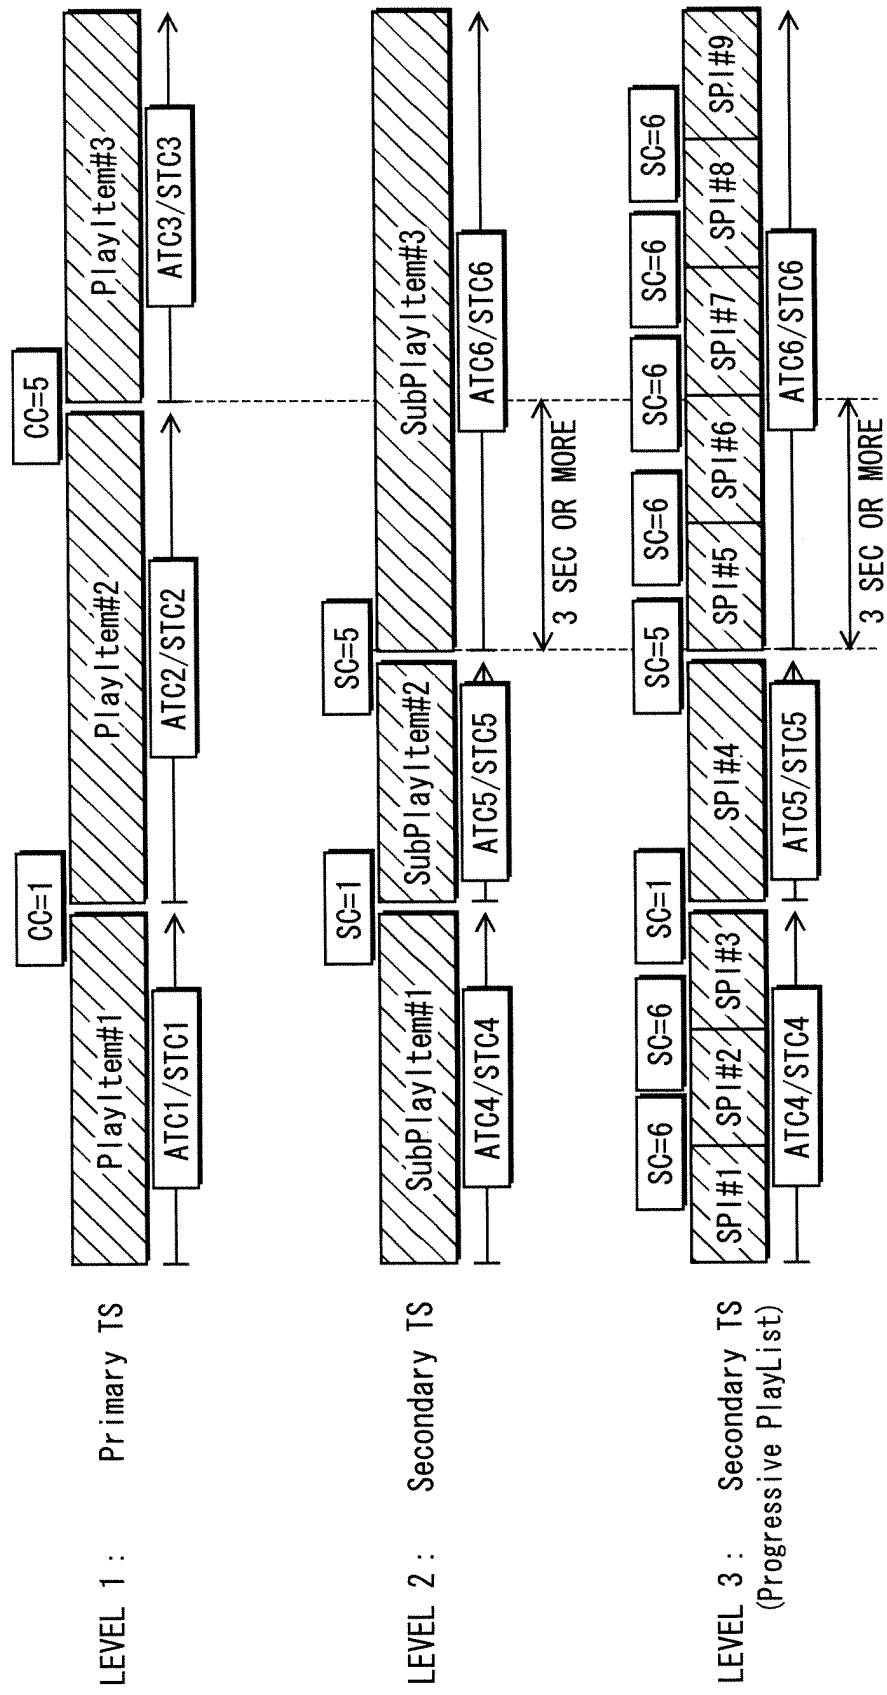 LEVEL 1 : Primary TS
CC=1
CC=5
PlayItem#1
PlayItem#2
PlayItem#3
ATC1/STC1
ATC2/STC2
ATC3/STC3
LEVEL 2 : Secondary TS
SC=1
SC=5
SubPlayItem#1
SubPlayItem#2
SubPlayItem#3
ATC4/STC4
ATC5/STC5
ATC6/STC6
3 SEC OR MORE
LEVEL 3 : Secondary TS
(Progressive PlayList)
SC=6
SC=6
SC=1
SC=5
SC=6
SC=6
SC=6
SC=6
SPI#1
SPI#2
SPI#3
SPI#4
SPI#5
SPI#6
SPI#7
SPI#8
SPI#9
ATC4/STC4
ATC5/STC5
ATC6/STC6
3 SEC OR MORE